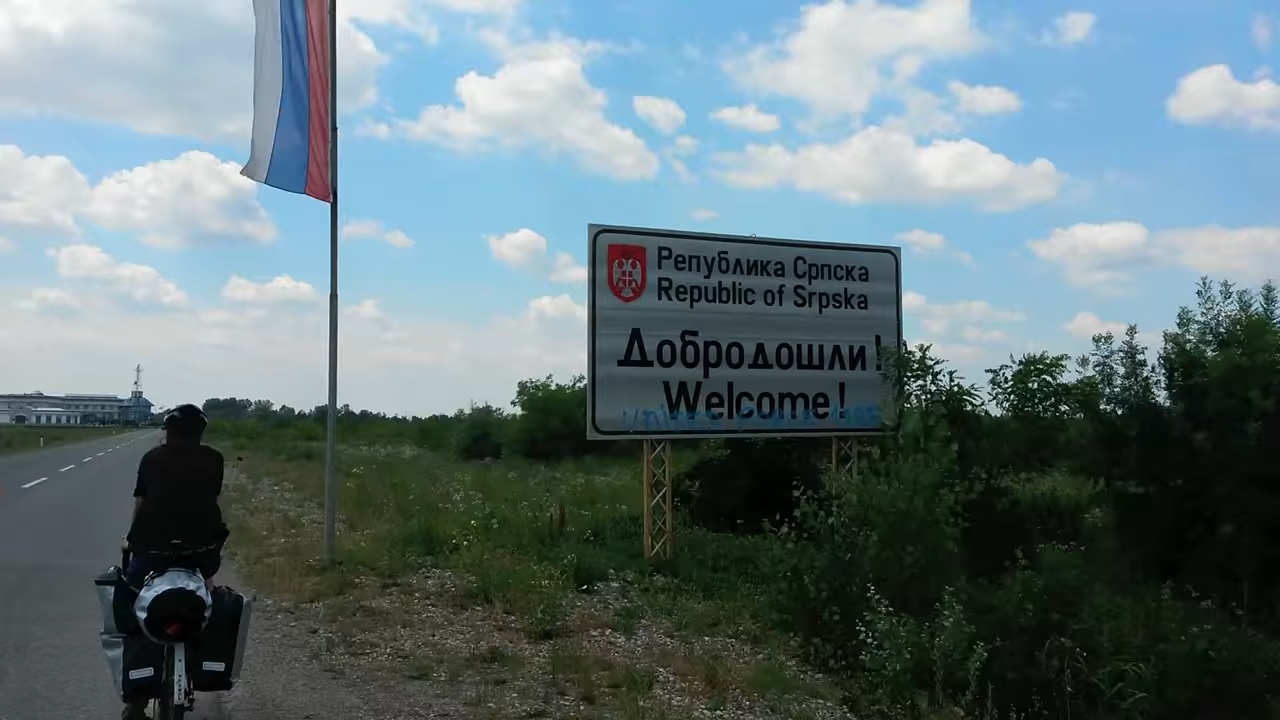 Република Српска
Republic of Srpska
Добродошли!
Welcome!